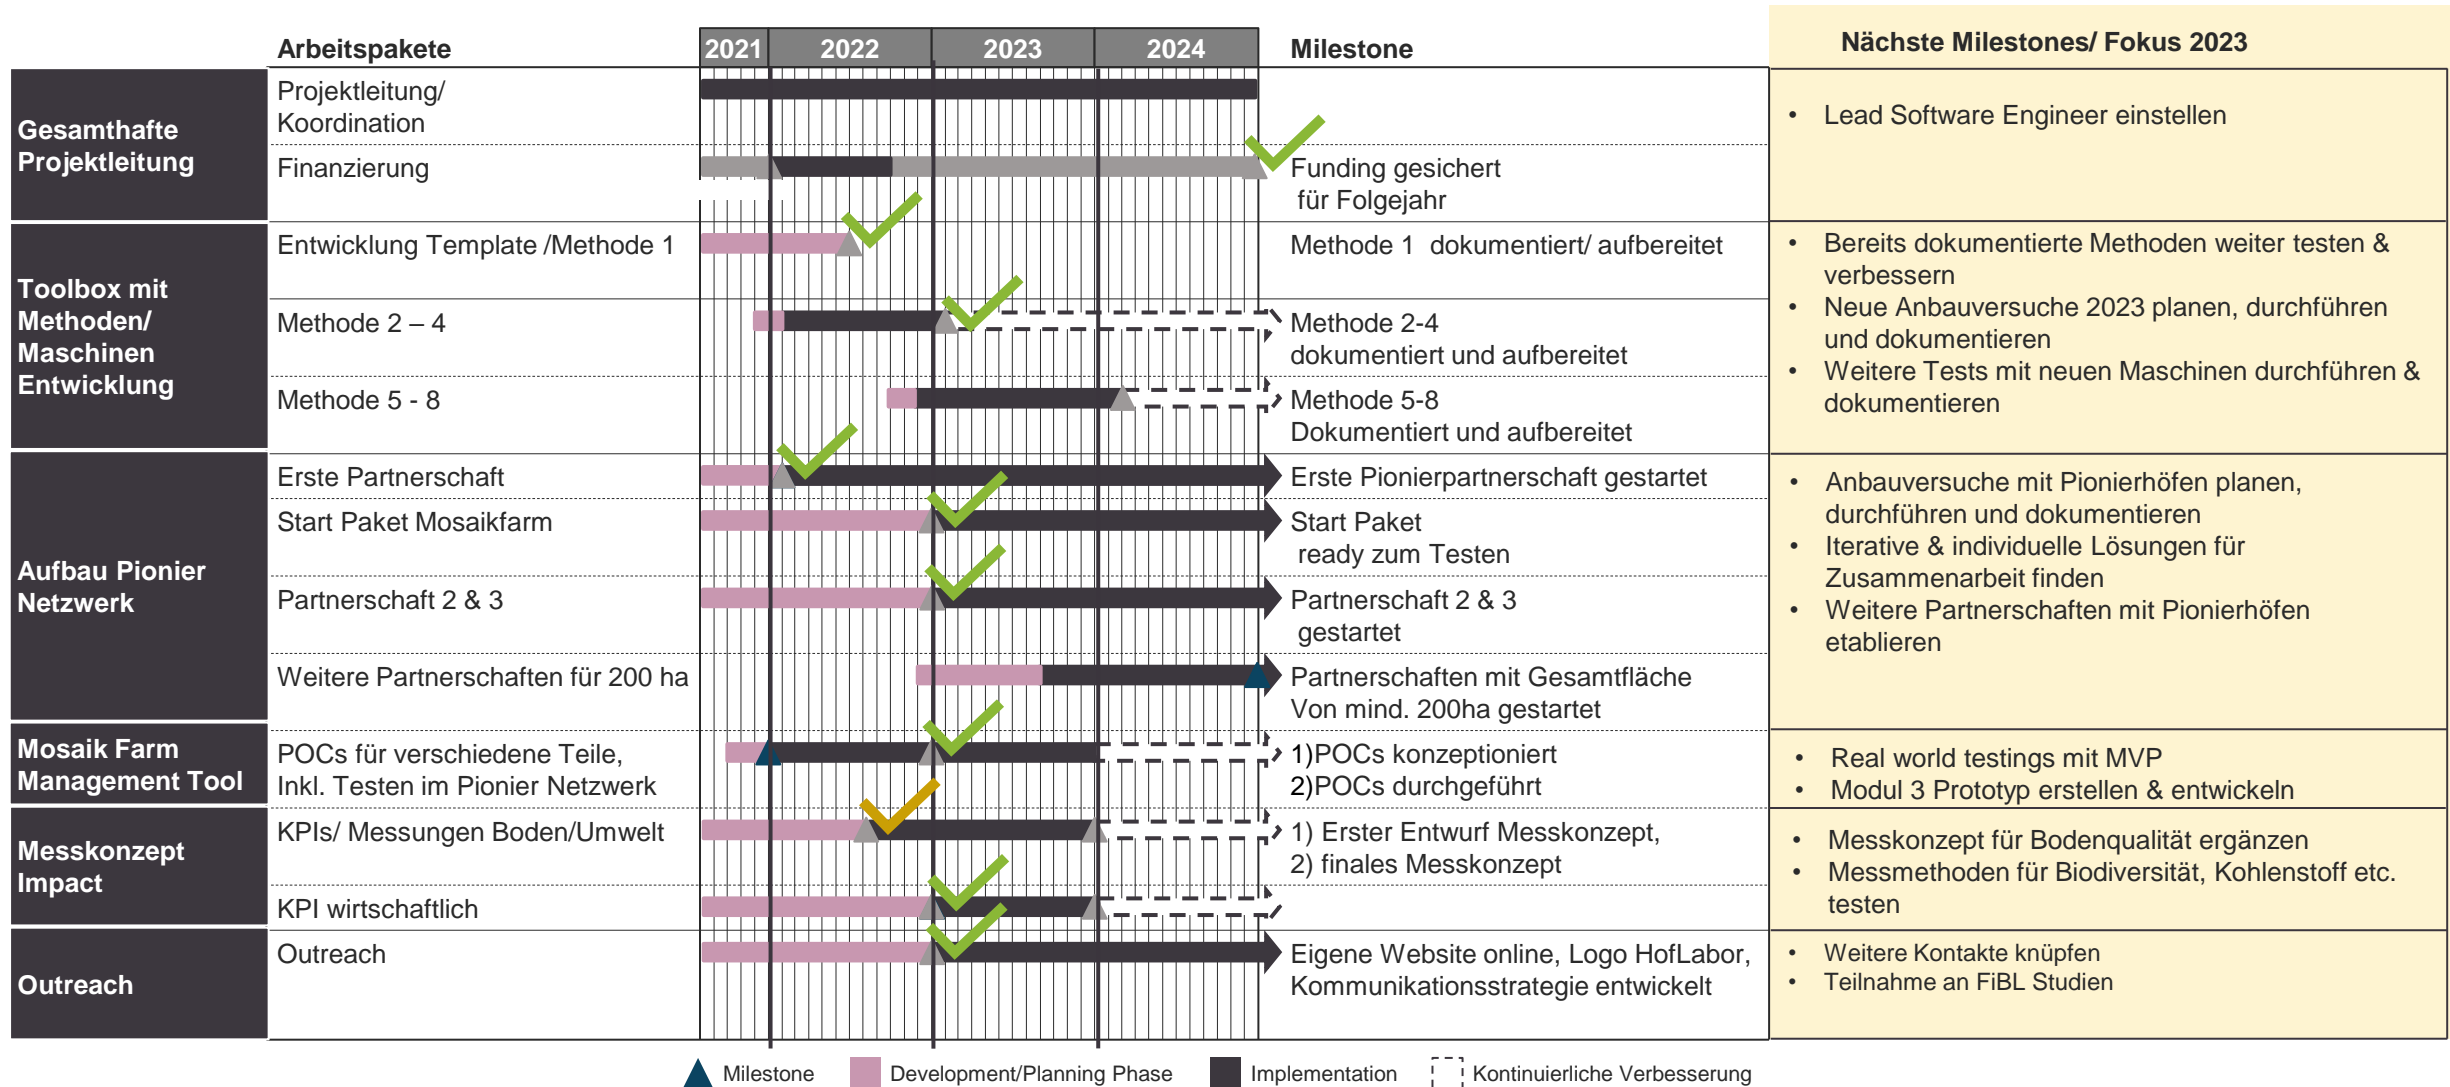 Arbeitspakete
2021
2022
2023
2024
Milestone
Nächste Milestones/ Fokus 2023
Gesamthafte
Projektleitung
Projektleitung/
Koordination
• Lead Software Engineer einstellen
Finanzierung
Funding gesichert
für Folgejahr
Toolbox mit
Methoden/
Maschinen
Entwicklung
Entwicklung Template /Methode 1
Methode 1 dokumentiert/ aufbereitet
Methode 2 – 4
Methode 2-4
dokumentiert und aufbereitet
Methode 5 - 8
Methode 5-8
Dokumentiert und aufbereitet
• Bereits dokumentierte Methoden weiter testen &
verbessern
• Neue Anbauversuche 2023 planen, durchführen
und dokumentieren
• Weitere Tests mit neuen Maschinen durchführen &
dokumentieren
Aufbau Pionier
Netzwerk
Erste Partnerschaft
Erste Pionierpartnerschaft gestartet
Start Paket Mosaikfarm
Start Paket
ready zum Testen
Partnerschaft 2 & 3
Partnerschaft 2 & 3
gestartet
Weitere Partnerschaften für 200 ha
Partnerschaften mit Gesamtfläche
Von mind. 200ha gestartet
• Anbauversuche mit Pionierhöfen planen,
durchführen und dokumentieren
• Iterative & individuelle Lösungen für
Zusammenarbeit finden
• Weitere Partnerschaften mit Pionierhöfen
etablieren
Mosaik Farm
Management Tool
POCs für verschiedene Teile,
Inkl. Testen im Pionier Netzwerk
1)POCs konzeptioniert
2)POCs durchgeführt
• Real world testings mit MVP
• Modul 3 Prototyp erstellen & entwickeln
Messkonzept
Impact
KPIs/ Messungen Boden/Umwelt
1) Erster Entwurf Messkonzept,
2) finales Messkonzept
KPI wirtschaftlich
• Messkonzept für Bodenqualität ergänzen
• Messmethoden für Biodiversität, Kohlenstoff etc.
testen
Outreach
Outreach
Eigene Website online, Logo HofLabor,
Kommunikationsstrategie entwickelt
• Weitere Kontakte knüpfen
• Teilnahme an FiBL Studien
Milestone
Development/Planning Phase
Implementation
Kontinuierliche Verbesserung